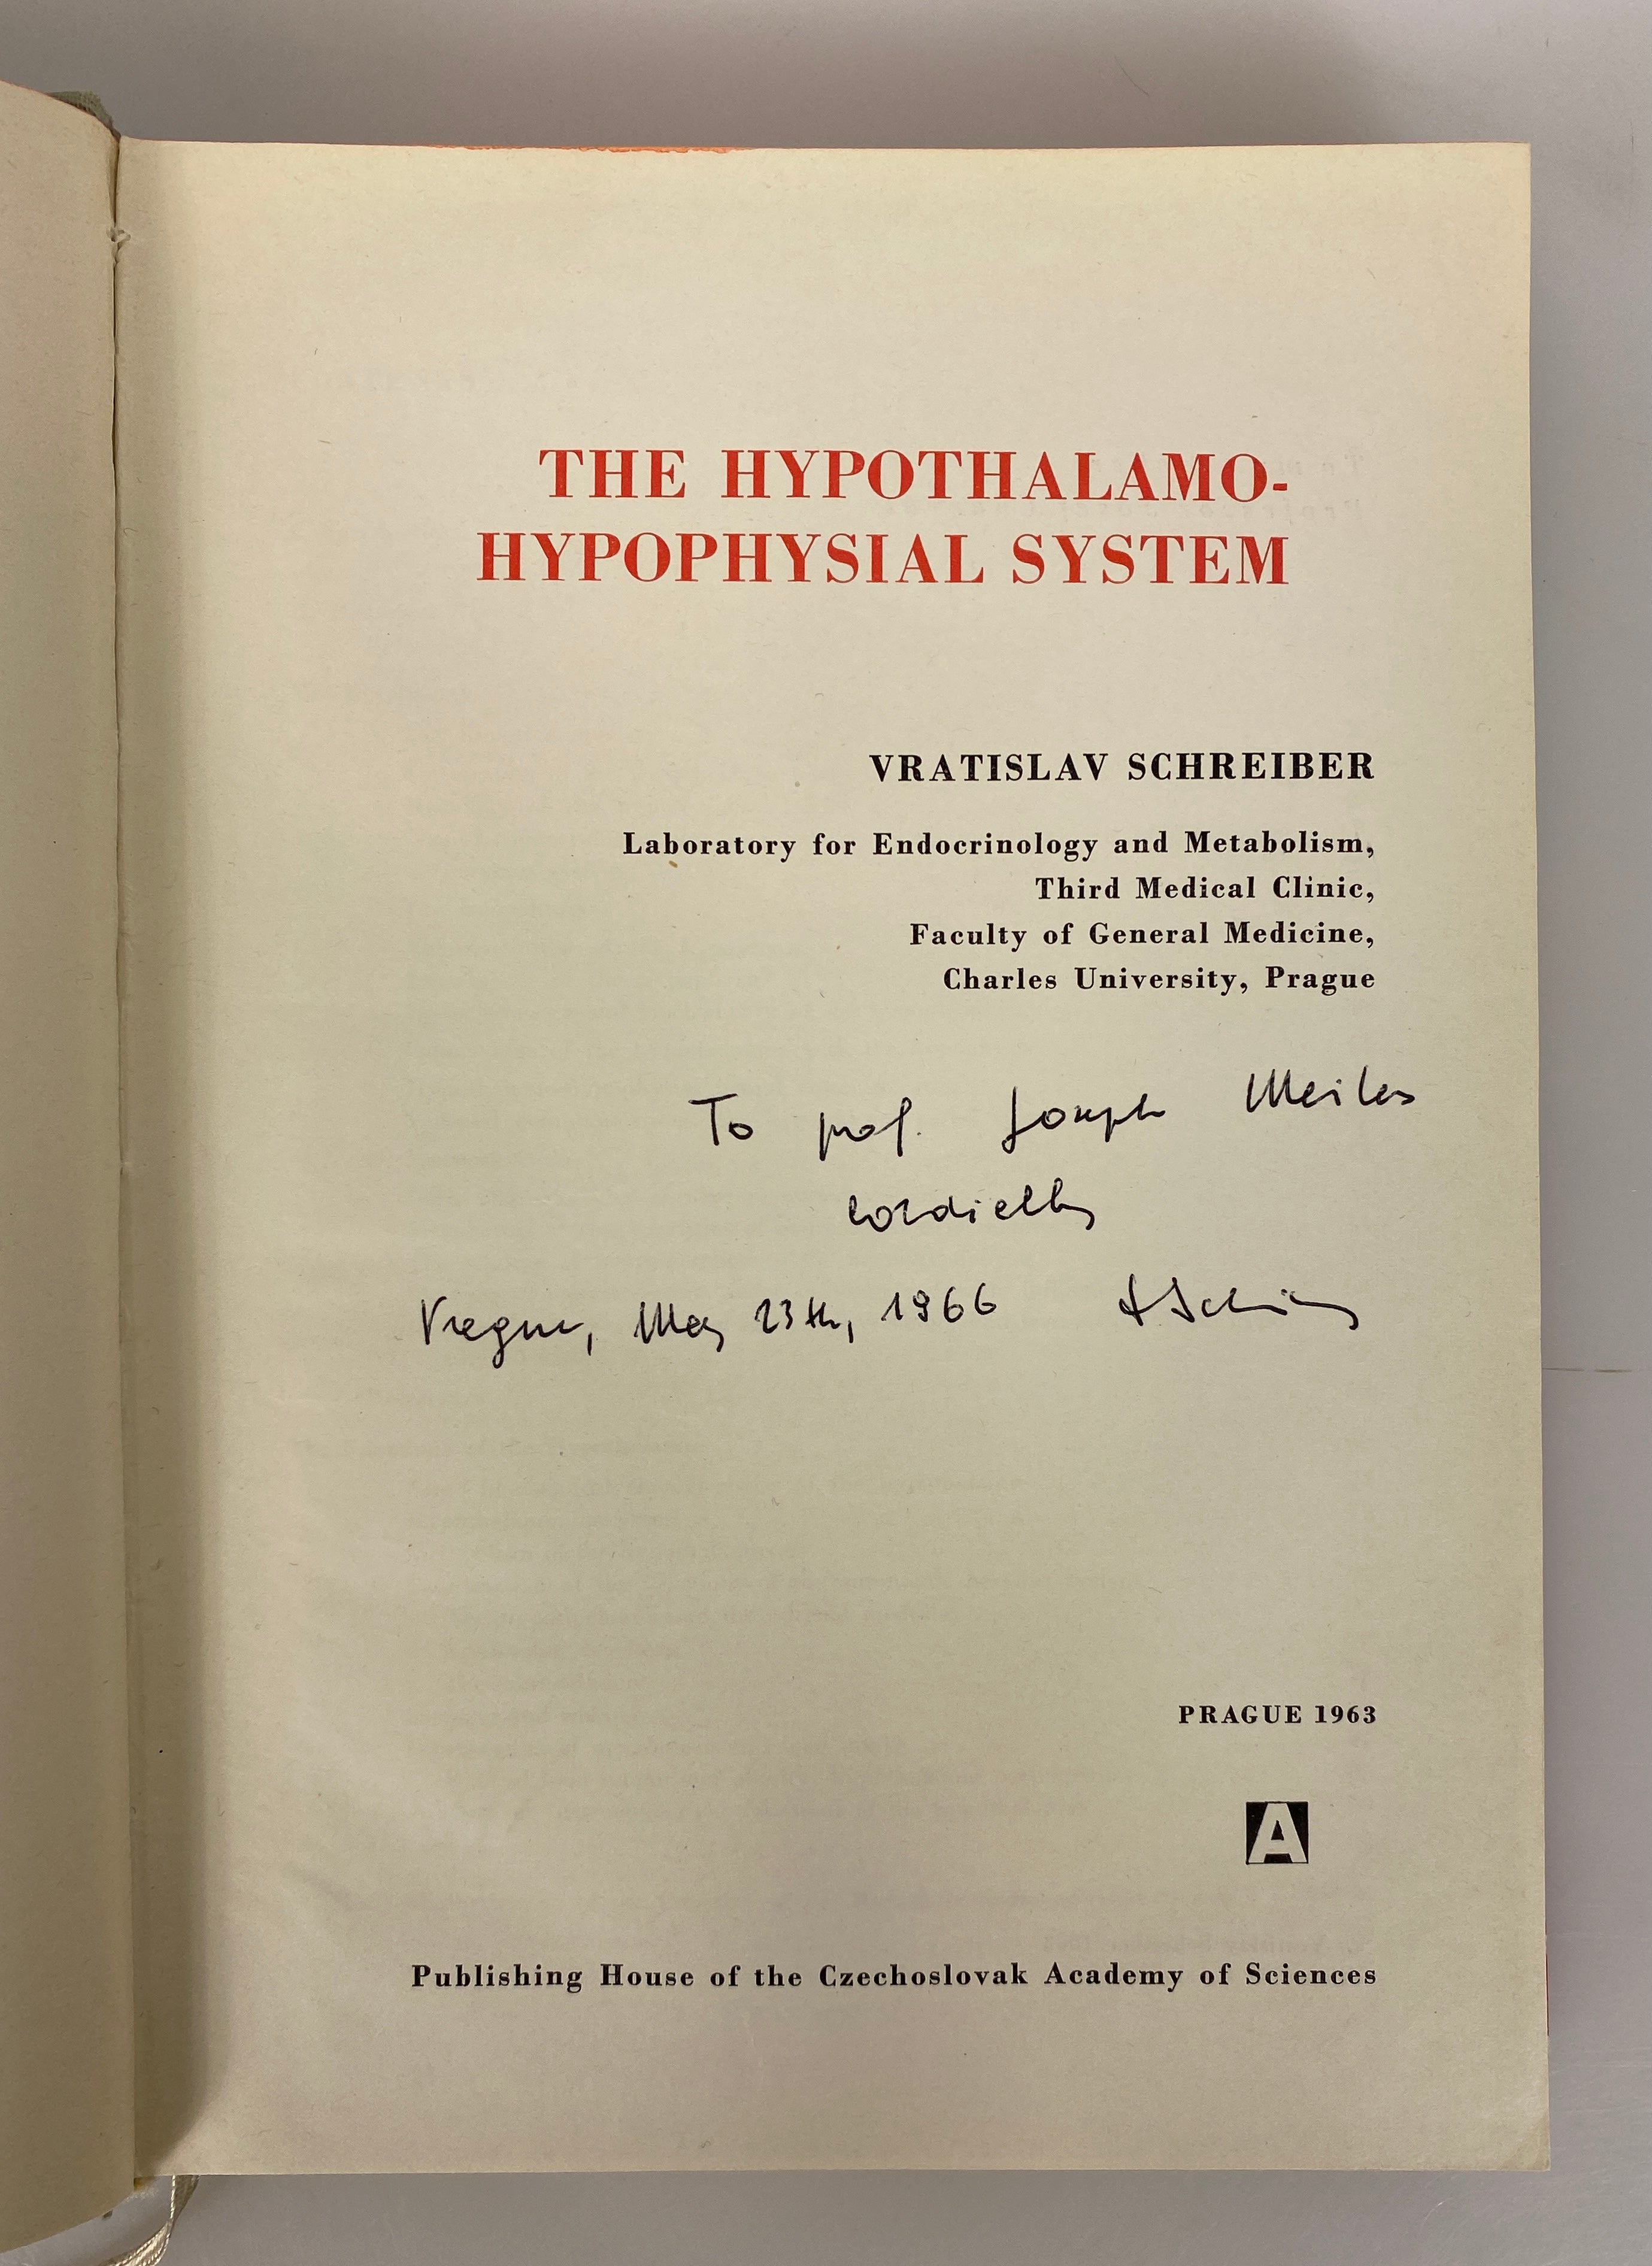 THE HYPOTHALAMO-
HYPOPHYSIAL SYSTEM
VRATISLAV SCHREIBER
Laboratory for Endocrinology and Metabolism,
Third Medical Clinic,
Faculty of General Medicine,
Charles University, Prague
To prof. Joseph Meites
cordially
Prague, May 23th, 1966
PRAGUE 1963
A
Publishing House of the Czechoslovak Academy of Sciences